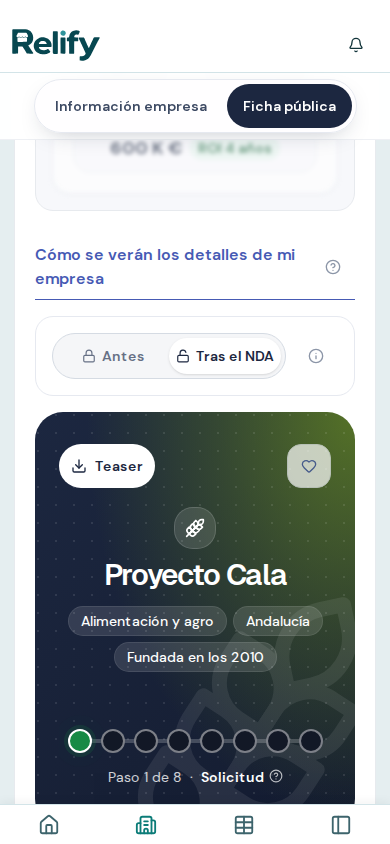 Relify
Información empresa
Ficha pública
600 K €
ROI 4 años
Cómo se verán los detalles de mi
empresa
Antes
Tras el NDA
Teaser
Proyecto Cala
Alimentación y agro
Andalucía
Fundada en los 2010
Paso 1 de 8 · Solicitud